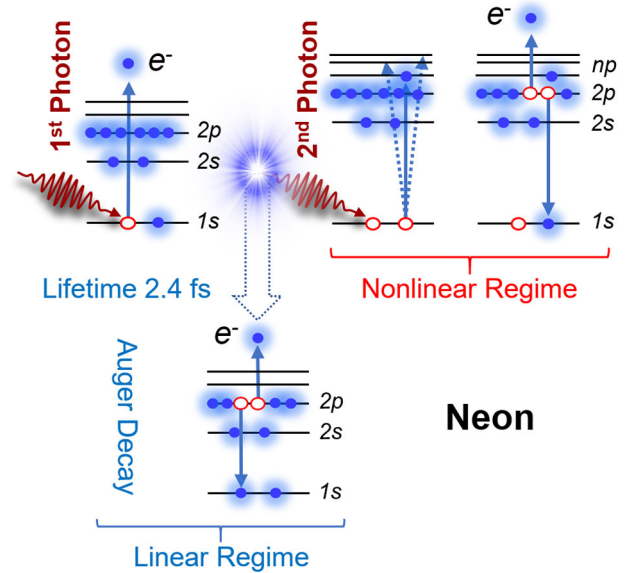 1st Photon
e-
2p
2s
1s
Lifetime 2.4 fs
2nd Photon
e-
np
2p
2s
1s
Nonlinear Regime
Auger Decay
e-
2p
2s
1s
Linear Regime
Neon